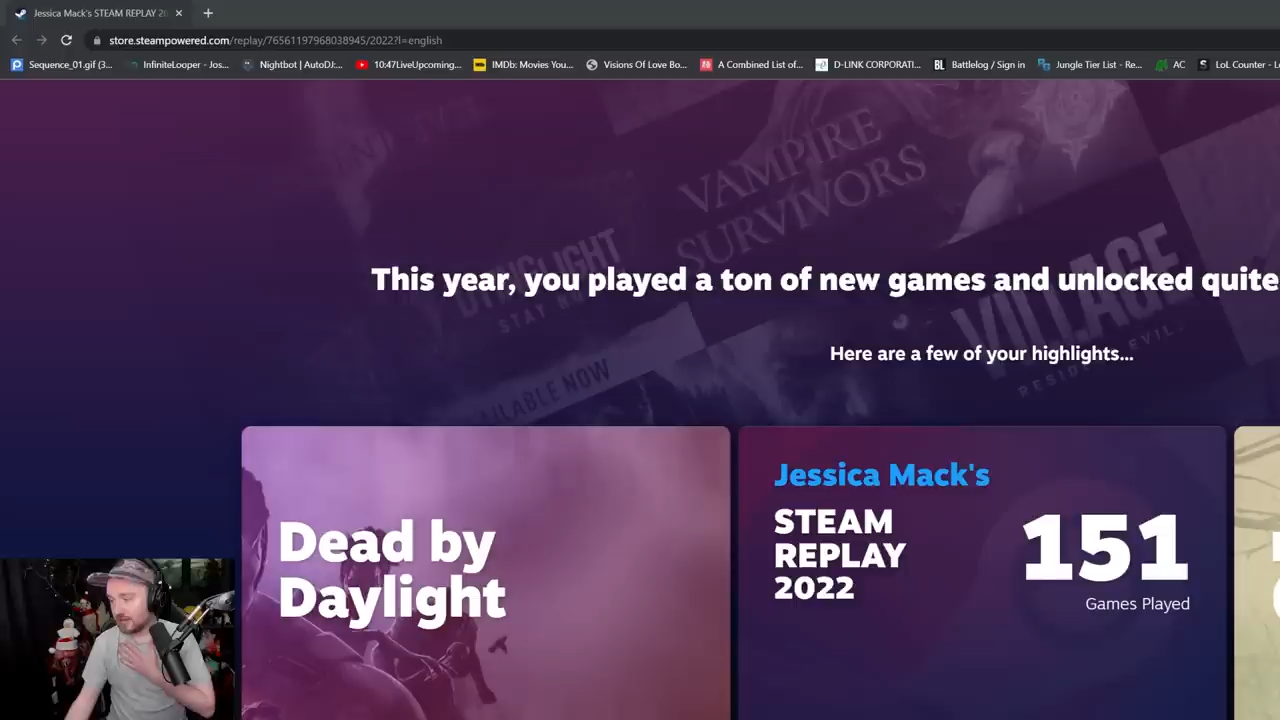 Jessica Mack's STEAM REPLAY 20
store.steampowered.com/replay/76561197968038945/2022?l=english
Sequence_01.gif (3... InfiniteLooper - Jos... Nightbot | AutoDJ:... 10:47LiveUpcoming... IMDb: Movies You... Visions Of Love Bo... A Combined List of... D-LINK CORPORATI... Battlelog / Sign in Jungle Tier List - Re... AC LoL Counter - L
VAMPIRE
SURVIVORS
STAY
VILLAGE
AILABLE NOW
This year, you played a ton of new games and unlocked quite
Here are a few of your highlights...
Dead by
Daylight
Jessica Mack's
STEAM
REPLAY
2022
151
Games Played